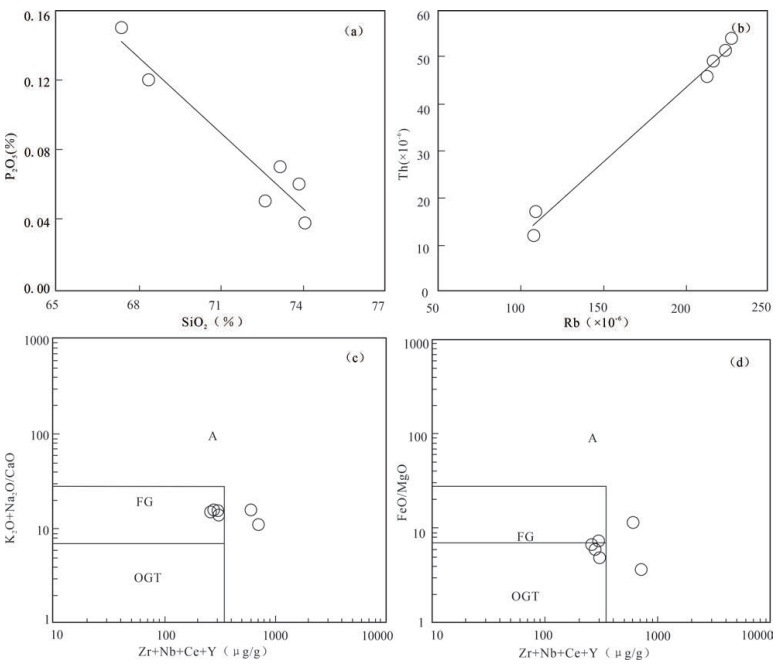 (a)
P₂O₅(%)
0.16
0.12
0.08
0.04
0.00
65 68 71 74 77
SiO₂ (%)
(b)
Th(×10⁻⁶)
60
50
40
30
20
10
0
50 100 150 200 250
Rb (×10⁻⁶)
(c)
K₂O+Na₂O/CaO
1000
100
10
1
A
FG
OGT
10 100 1000 10000
Zr+Nb+Ce+Y (μg/g)
(d)
FeO/MgO
1000
100
10
1
A
FG
OGT
10 100 1000 10000
Zr+Nb+Ce+Y (μg/g)